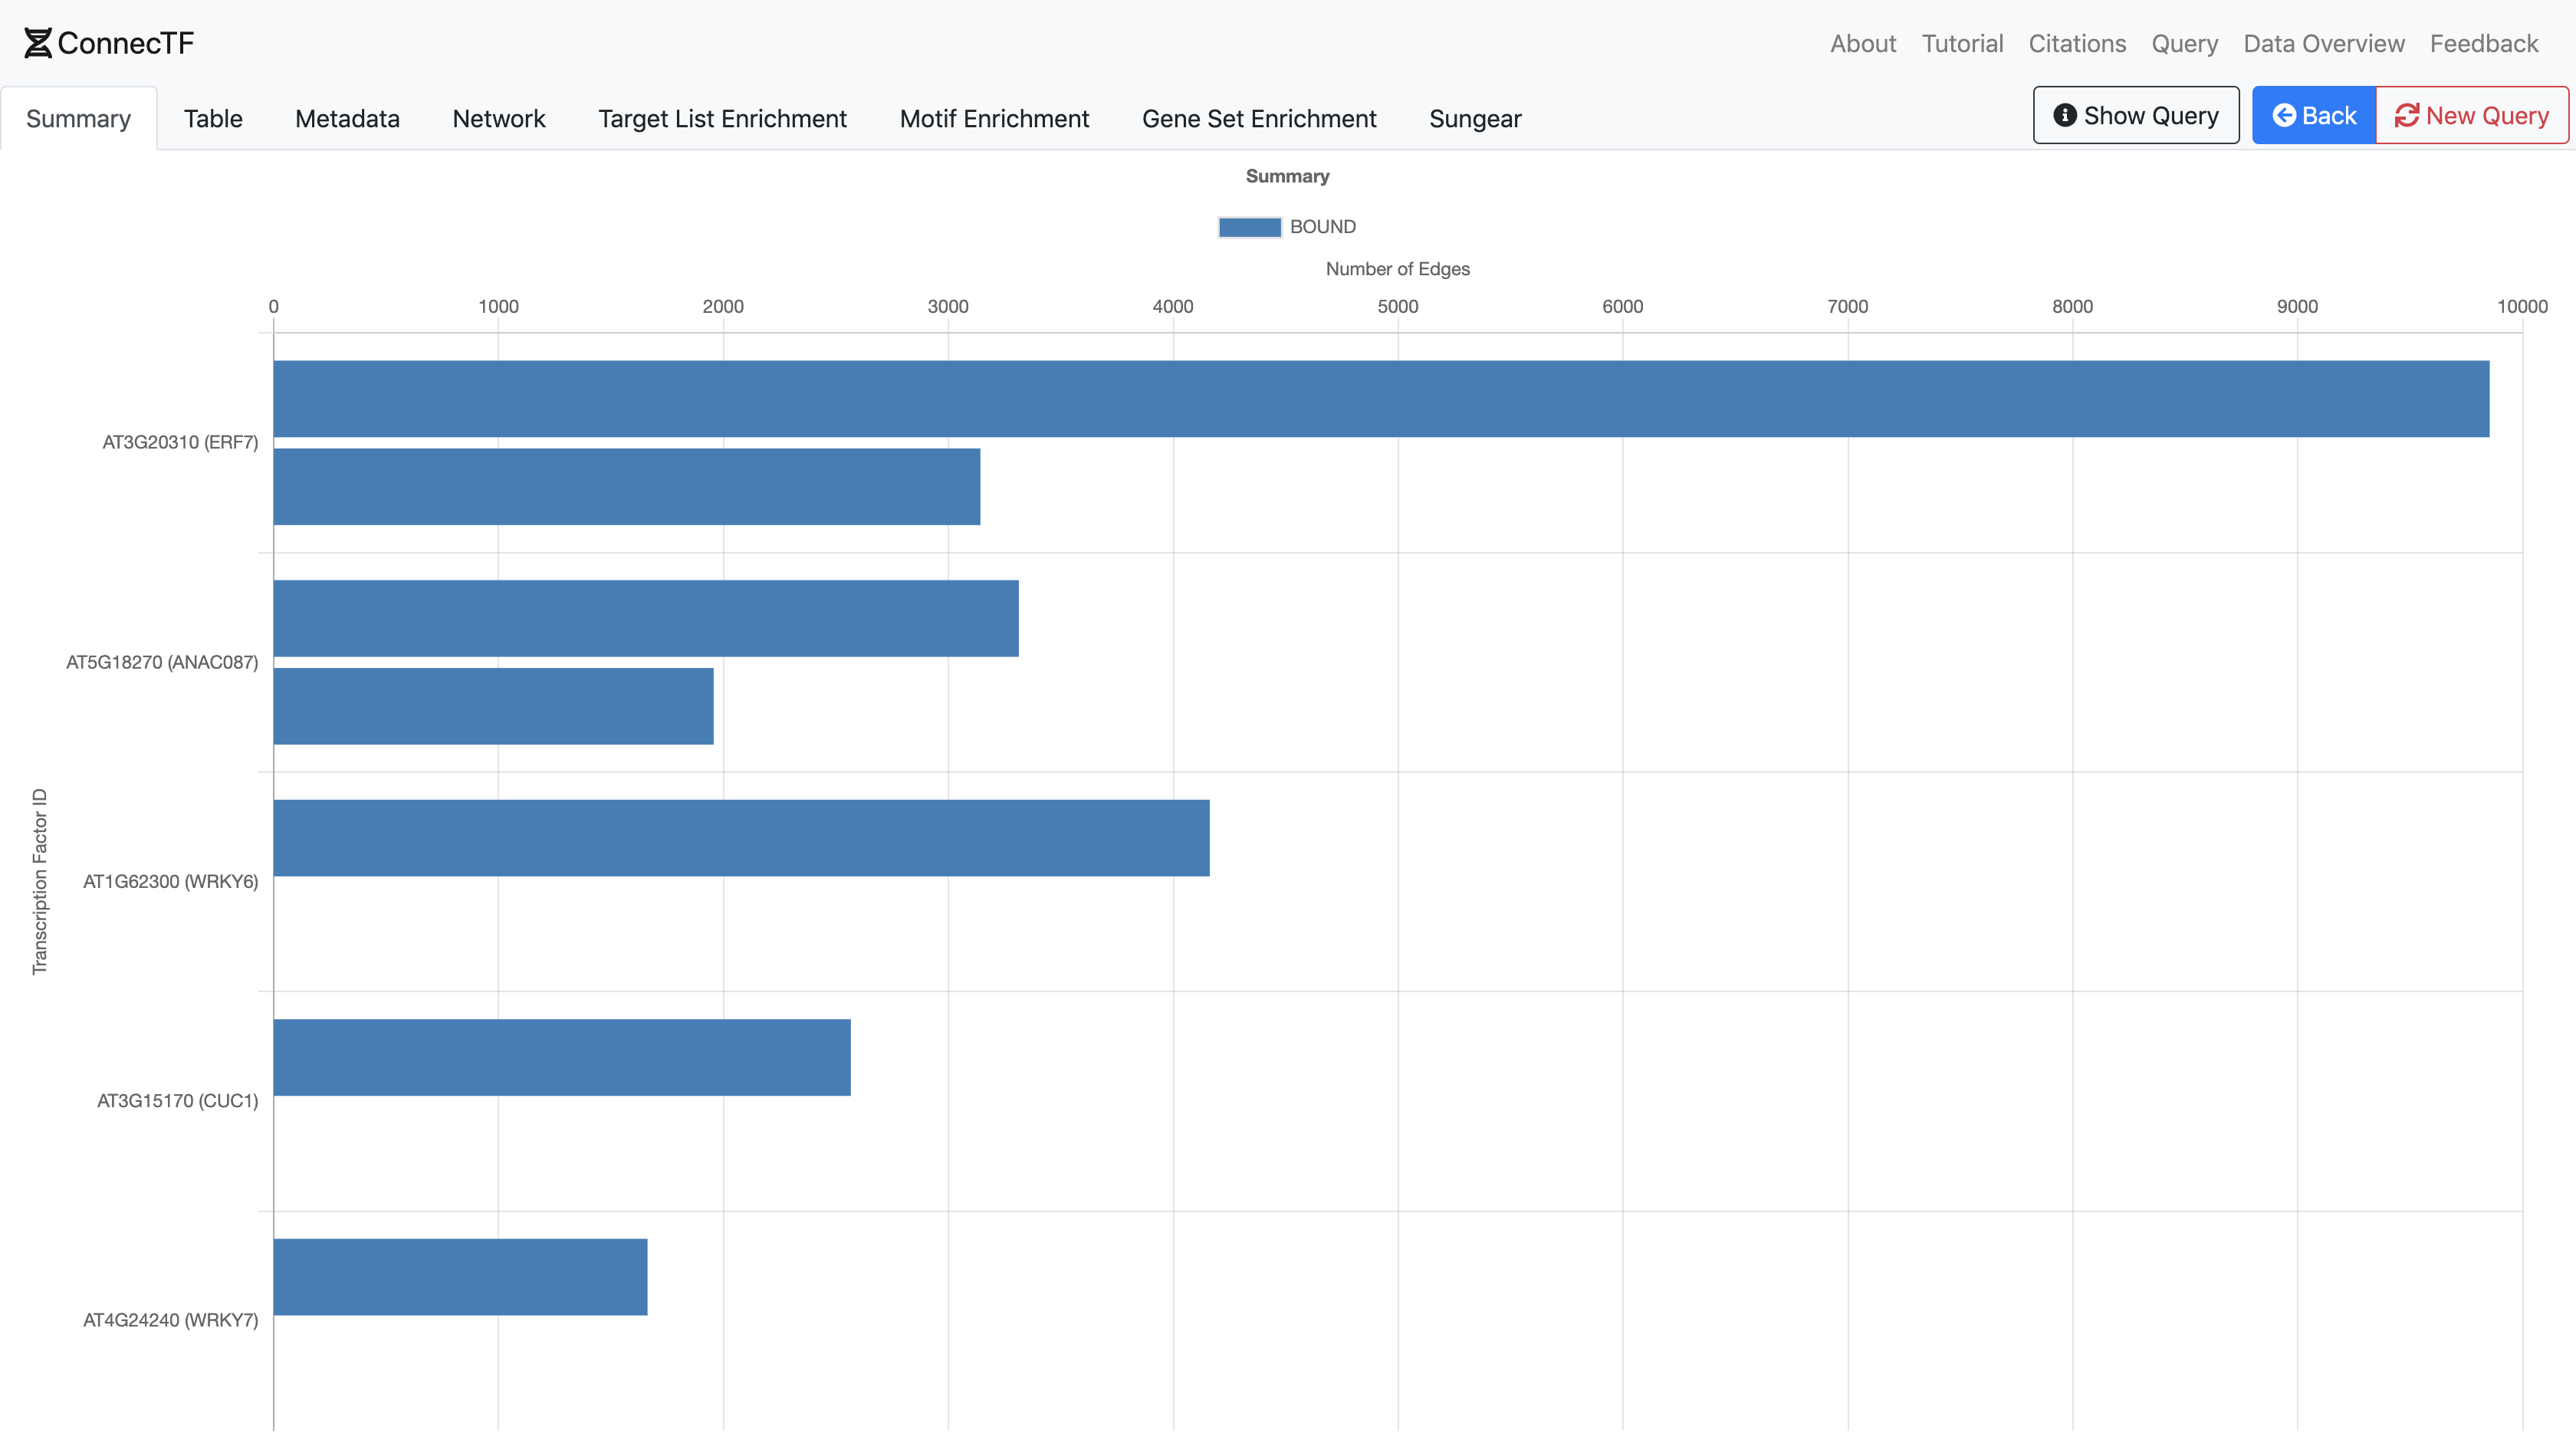 ConnecTF
About Tutorial Citations Query Data Overview Feedback
Summary Table Metadata Network Target List Enrichment Motif Enrichment Gene Set Enrichment Sungear Show Query Back New Query
Summary
BOUND
Number of Edges
0 1000 2000 3000 4000 5000 6000 7000 8000 9000 10000
AT3G20310 (ERF7)
AT5G18270 (ANAC087)
Transcription Factor ID
AT1G62300 (WRKY6)
AT3G15170 (CUC1)
AT4G24240 (WRKY7)